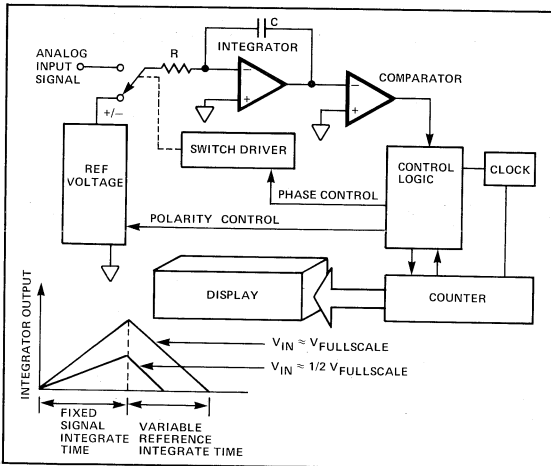 C
R
INTEGRATOR
ANALOG
INPUT
SIGNAL
−
+
−
+
COMPARATOR
+/−
REF
VOLTAGE
SWITCH DRIVER
CONTROL
LOGIC
CLOCK
PHASE CONTROL
POLARITY CONTROL
DISPLAY
COUNTER
INTEGRATOR OUTPUT
VIN ≈ VFULLSCALE
VIN ≈ 1/2 VFULLSCALE
FIXED
SIGNAL
INTEGRATE
TIME
VARIABLE
REFERENCE
INTEGRATE TIME